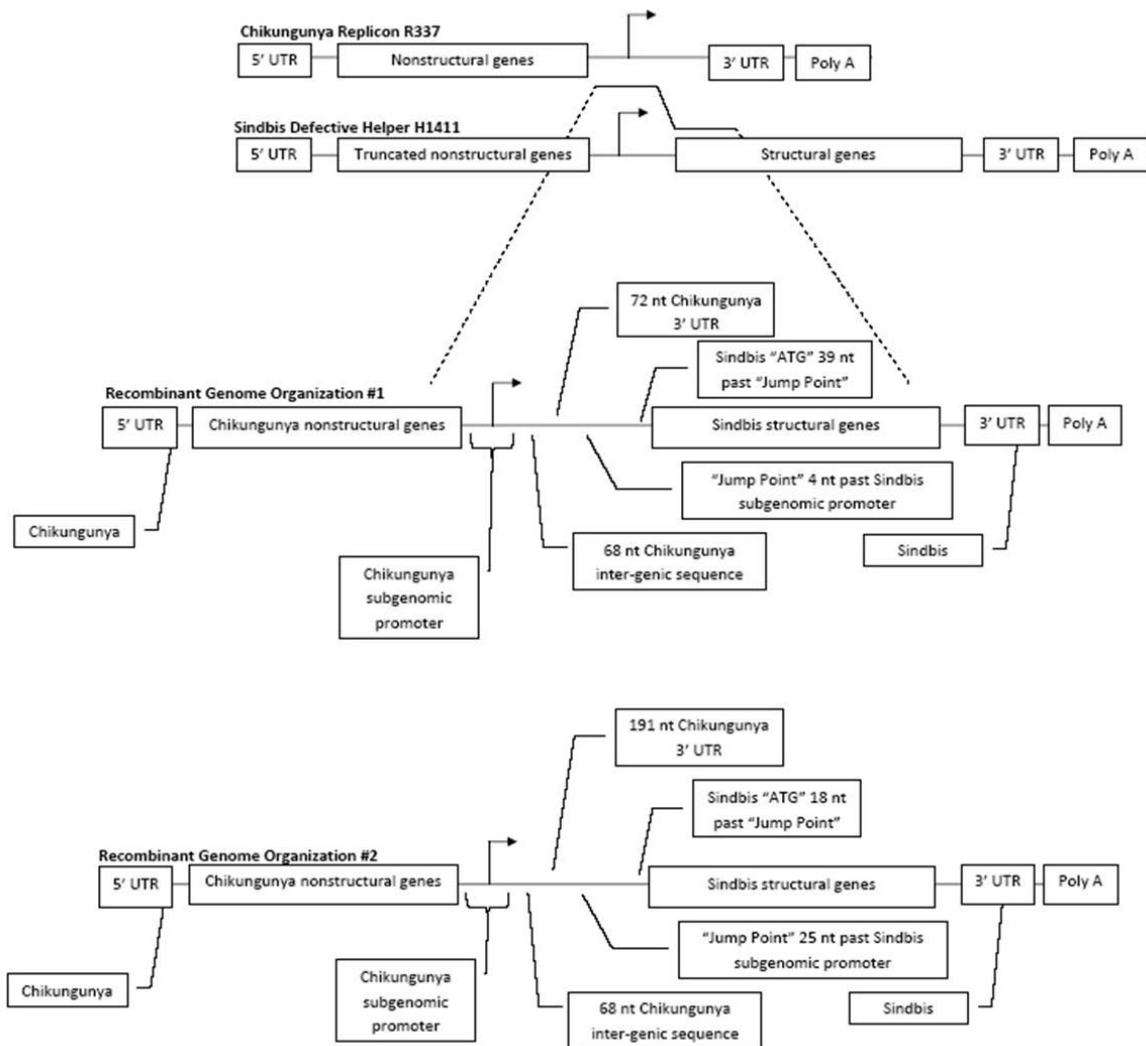 Chikungunya Replicon R337
5' UTR
Nonstructural genes
3' UTR
Poly A
Sindbis Defective Helper H1411
5' UTR
Truncated nonstructural genes
Structural genes
3' UTR
Poly A
72 nt Chikungunya
3' UTR
Sindbis “ATG” 39 nt
past “Jump Point”
Recombinant Genome Organization #1
5' UTR
Chikungunya nonstructural genes
Sindbis structural genes
3' UTR
Poly A
“Jump Point” 4 nt past Sindbis
subgenomic promoter
Chikungunya
68 nt Chikungunya
inter-genic sequence
Sindbis
Chikungunya
subgenomic
promoter
191 nt Chikungunya
3' UTR
Sindbis “ATG” 18 nt
past “Jump Point”
Recombinant Genome Organization #2
5' UTR
Chikungunya nonstructural genes
Sindbis structural genes
3' UTR
Poly A
“Jump Point” 25 nt past Sindbis
subgenomic promoter
Chikungunya
Chikungunya
subgenomic
promoter
68 nt Chikungunya
inter-genic sequence
Sindbis